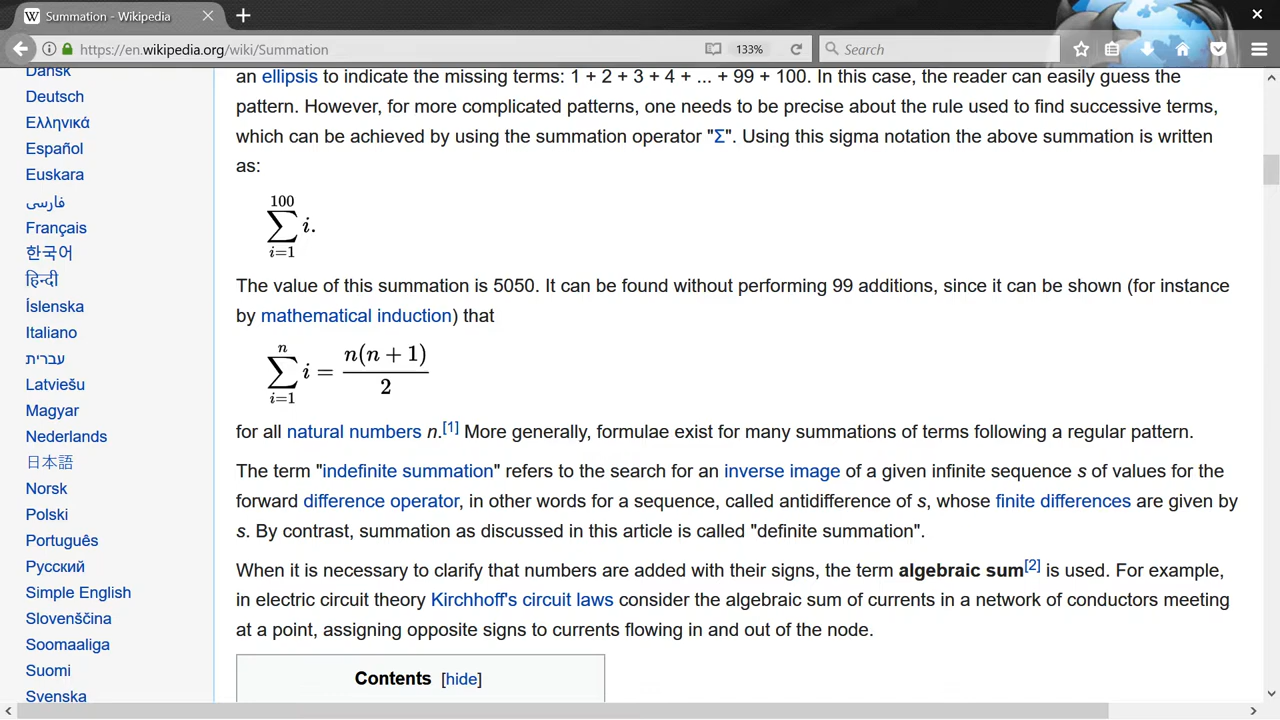 Summation - Wikipedia
https://en.wikipedia.org/wiki/Summation
133%
Search
Dansk
Deutsch
Ελληνικά
Español
Euskara
فارسی
Français
한국어
हिन्दी
Íslenska
Italiano
עברית
Latviešu
Magyar
Nederlands
日本語
Norsk
Polski
Português
Русский
Simple English
Slovenščina
Soomaaliga
Suomi
Svenska
an ellipsis to indicate the missing terms: 1 + 2 + 3 + 4 + ... + 99 + 100. In this case, the reader can easily guess the
pattern. However, for more complicated patterns, one needs to be precise about the rule used to find successive terms,
which can be achieved by using the summation operator "Σ". Using this sigma notation the above summation is written
as:
100
∑ i.
i=1
The value of this summation is 5050. It can be found without performing 99 additions, since it can be shown (for instance
by mathematical induction) that
n
∑ i = n(n + 1)
2
i=1
for all natural numbers n.[1] More generally, formulae exist for many summations of terms following a regular pattern.
The term "indefinite summation" refers to the search for an inverse image of a given infinite sequence s of values for the
forward difference operator, in other words for a sequence, called antidifference of s, whose finite differences are given by
s. By contrast, summation as discussed in this article is called "definite summation".
When it is necessary to clarify that numbers are added with their signs, the term algebraic sum[2] is used. For example,
in electric circuit theory Kirchhoff's circuit laws consider the algebraic sum of currents in a network of conductors meeting
at a point, assigning opposite signs to currents flowing in and out of the node.
Contents [hide]